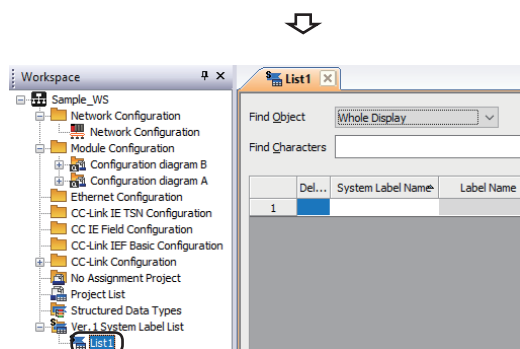 Workspace
Sample_WS
Network Configuration
Network Configuration
Module Configuration
Configuration diagram B
Configuration diagram A
Ethernet Configuration
CC-Link IE TSN Configuration
CC IE Field Configuration
CC-Link IEF Basic Configuration
CC-Link Configuration
No Assignment Project
Project List
Structured Data Types
Ver.1 System Label List
List1
List1
Find Object Whole Display
Find Characters
Del... System Label Name Label Name
1